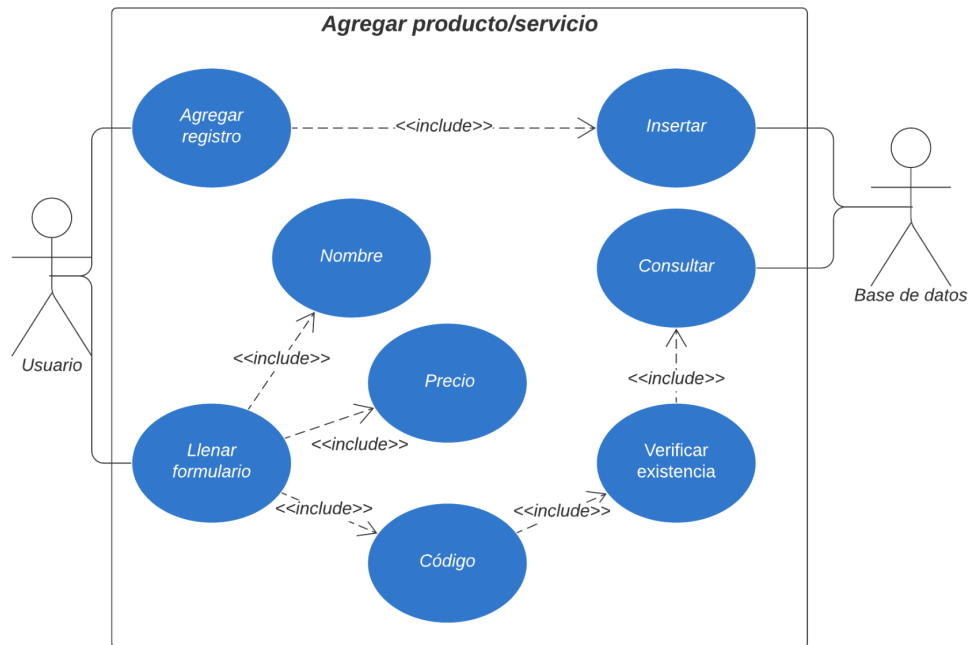 Agregar producto/servicio
Agregar
registro
<<include>>
Insertar
Nombre
Consultar
Base de datos
Usuario
<<include>>
Precio
<<include>>
<<include>>
Llenar
formulario
Verificar
existencia
<<include>>
<<include>>
Código